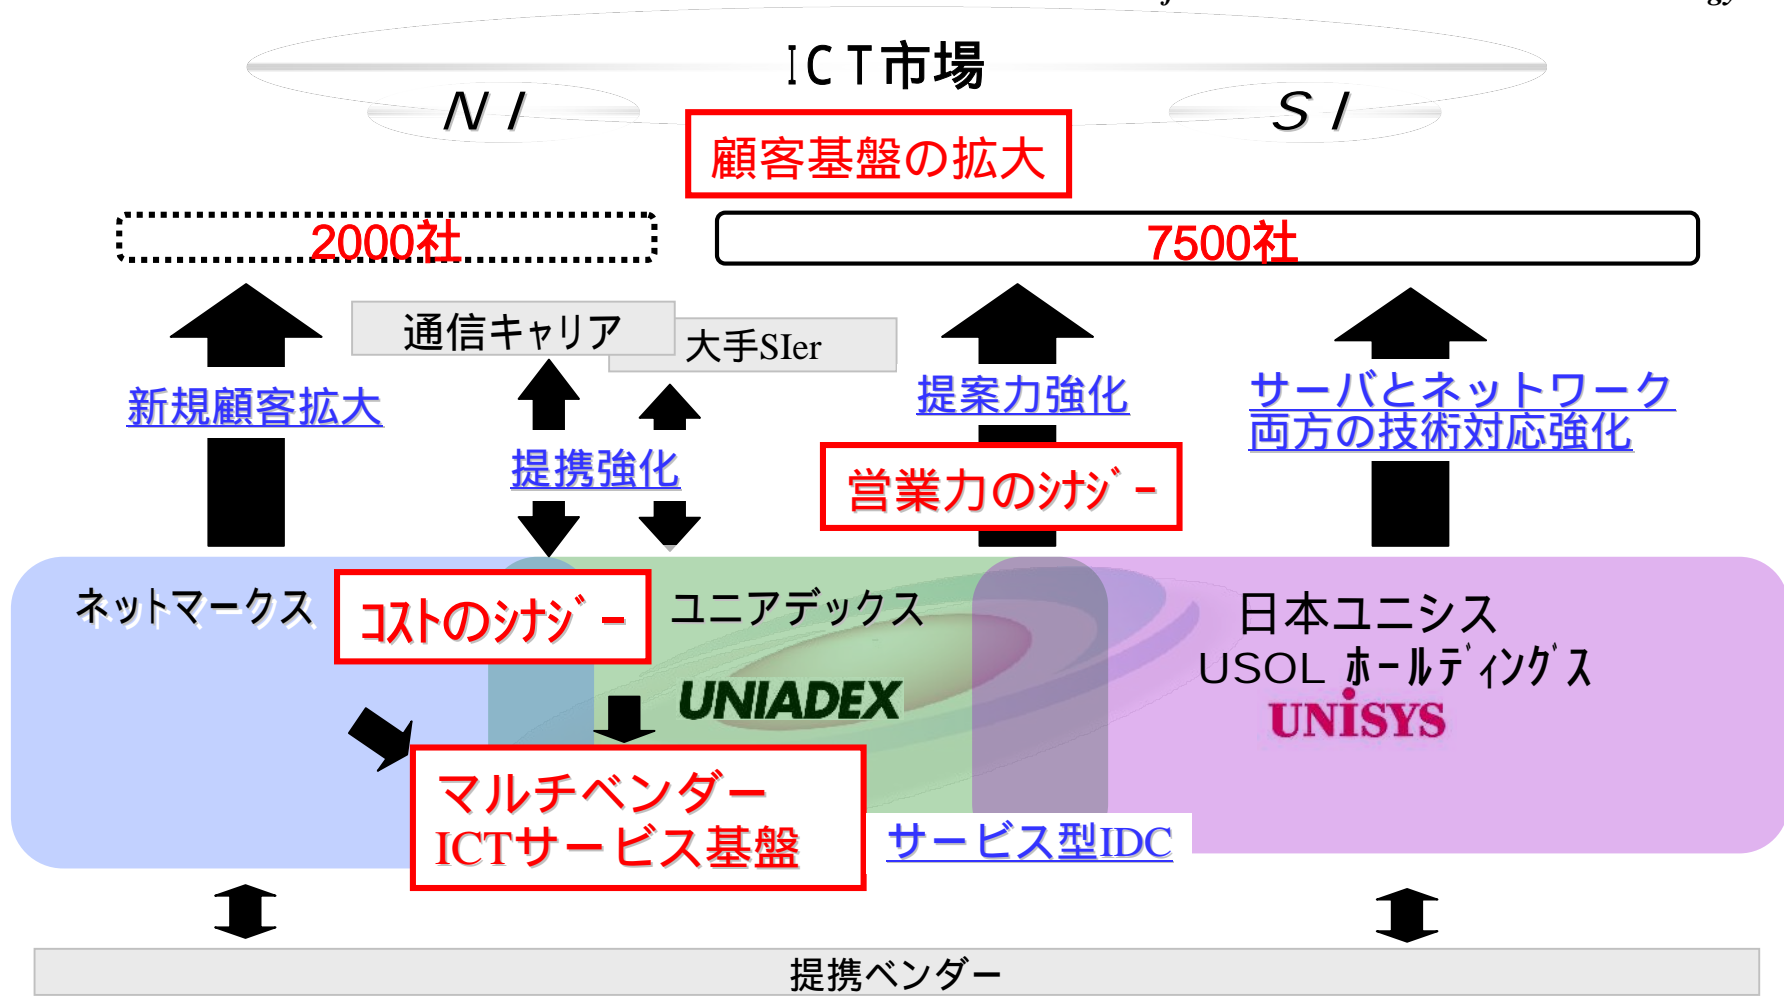 ICT市場
NI
SI
顧客基盤の拡大
2000社
7500社
通信キャリア
大手SIer
新規顧客拡大
提携強化
提案力強化
サーバとネットワーク
両方の技術対応強化
営業力のｼﾅｼﾞｰ
ネットマークス
ｺｽﾄのｼﾅｼﾞｰ
ユニアデックス
日本ユニシス
USOL ﾎｰﾙﾃﾞｨﾝｸﾞｽ
UNIADEX
UNISYS
マルチベンダー
ICTサービス基盤
サービス型IDC
提携ベンダー